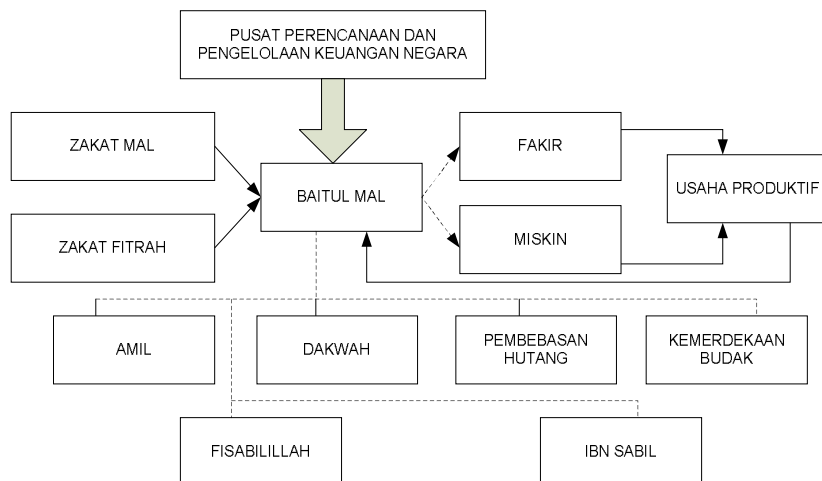 PUSAT PERENCANAAN DAN
PENGELOLAAN KEUANGAN NEGARA
ZAKAT MAL
FAKIR
BAITUL MAL
USAHA PRODUKTIF
ZAKAT FITRAH
MISKIN
AMIL
DAKWAH
PEMBEBASAN
HUTANG
KEMERDEKAAN
BUDAK
FISABILILLAH
IBN SABIL